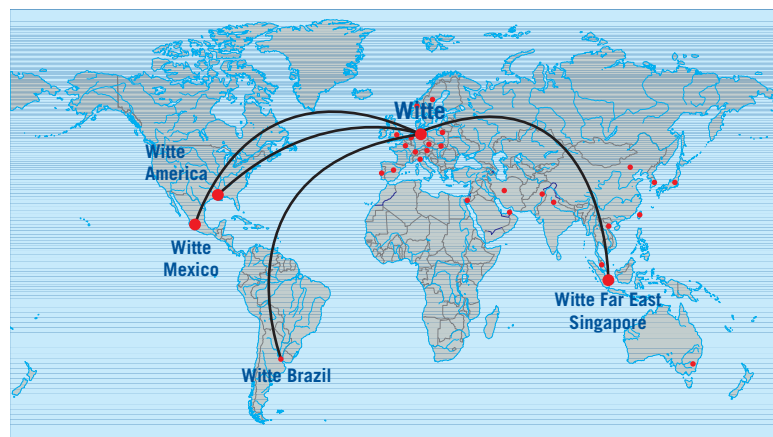 Witte
Witte
America
Witte
Mexico
Witte Far East
Singapore
Witte Brazil